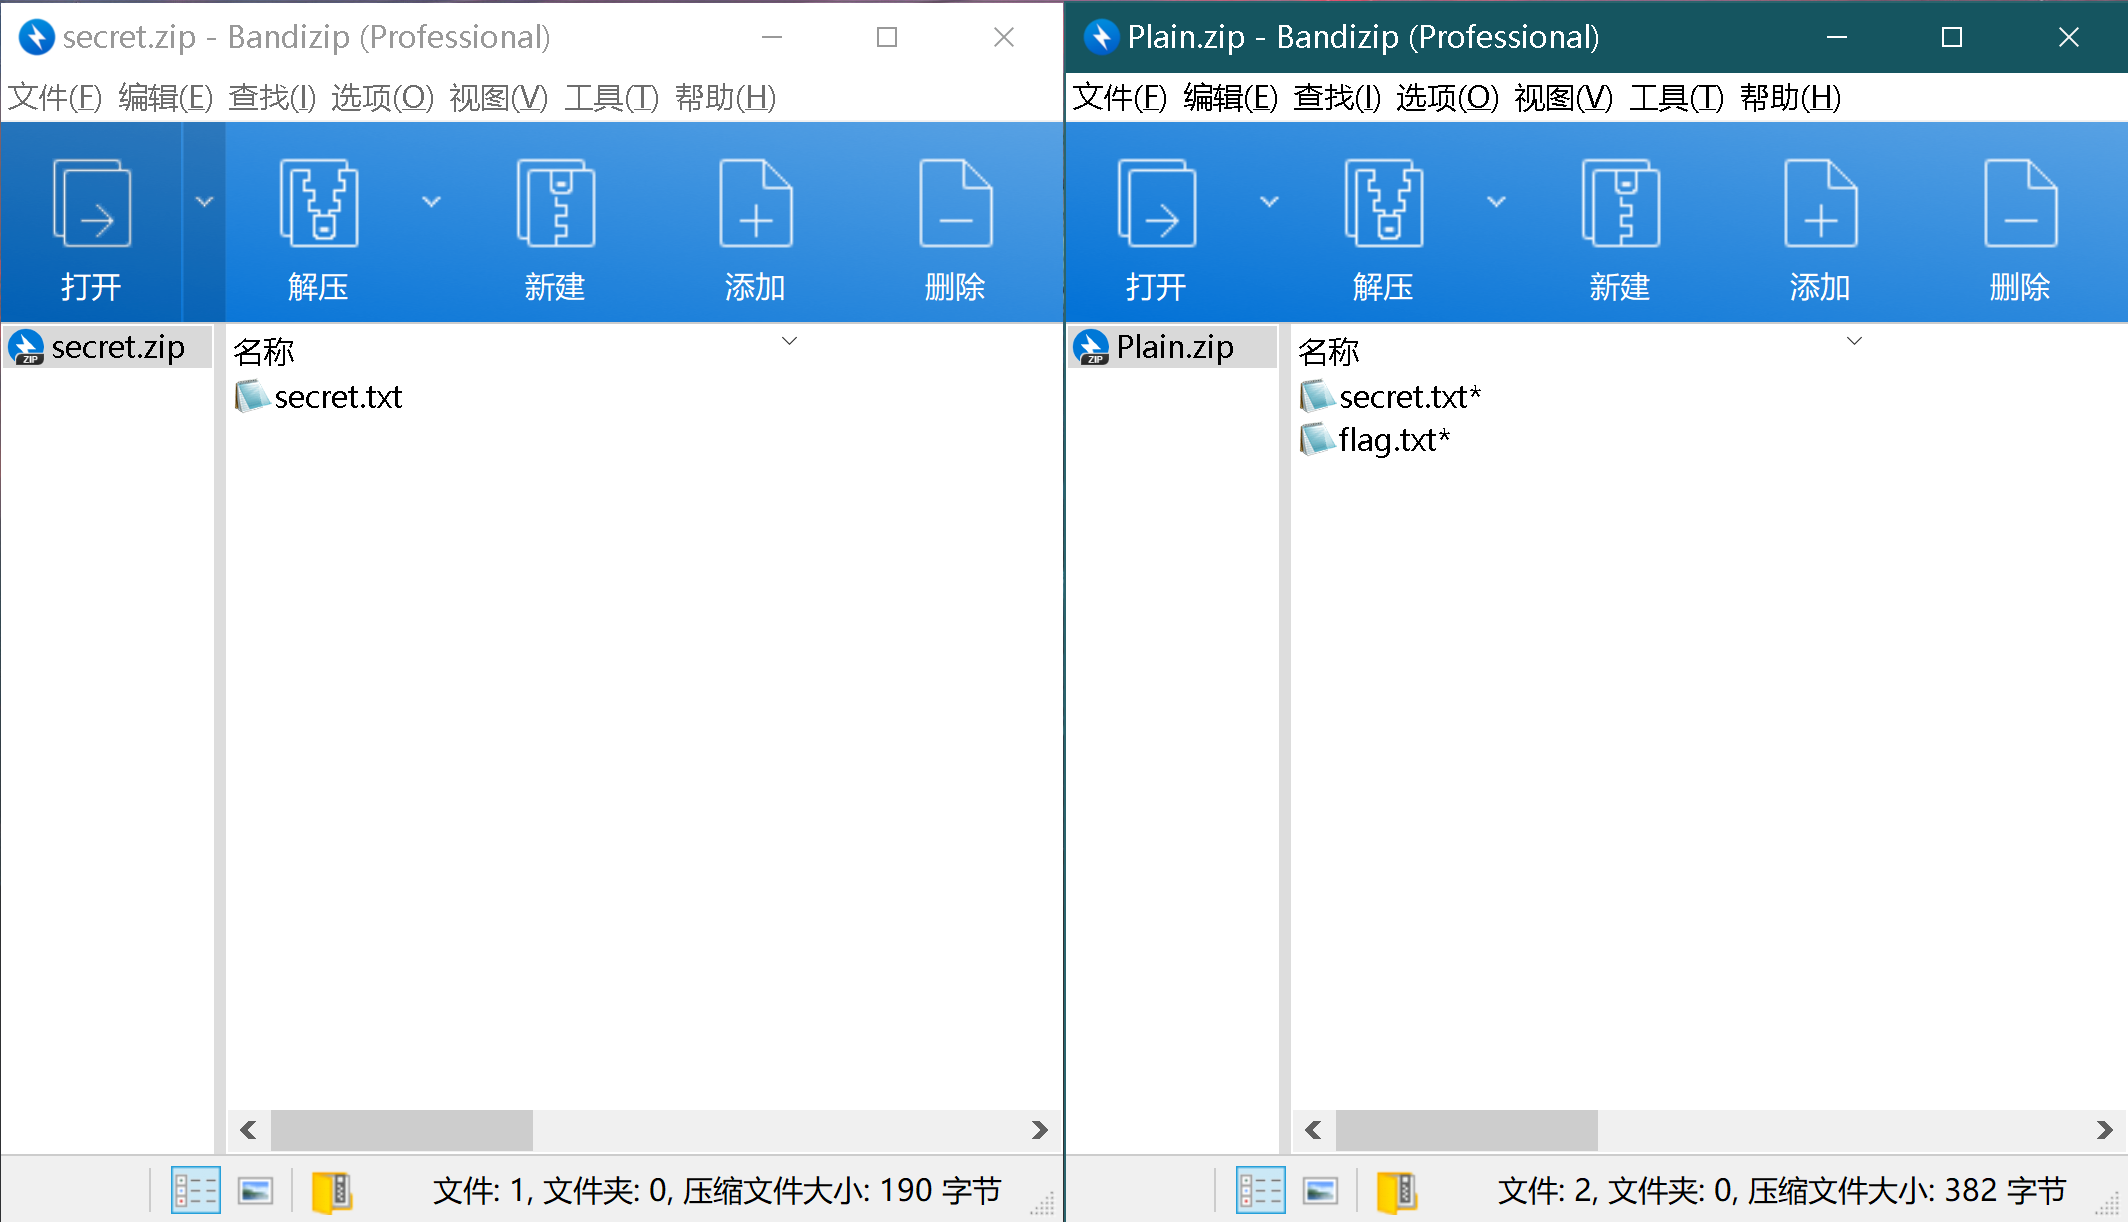 secret.zip - Bandizip (Professional)
文件(F) 编辑(E) 查找(I) 选项(O) 视图(V) 工具(T) 帮助(H)
打开 解压 新建 添加 删除
secret.zip
名称
secret.txt
文件: 1, 文件夹: 0, 压缩文件大小: 190 字节
Plain.zip - Bandizip (Professional)
文件(F) 编辑(E) 查找(I) 选项(O) 视图(V) 工具(T) 帮助(H)
打开 解压 新建 添加 删除
Plain.zip
名称
secret.txt*
flag.txt*
文件: 2, 文件夹: 0, 压缩文件大小: 382 字节